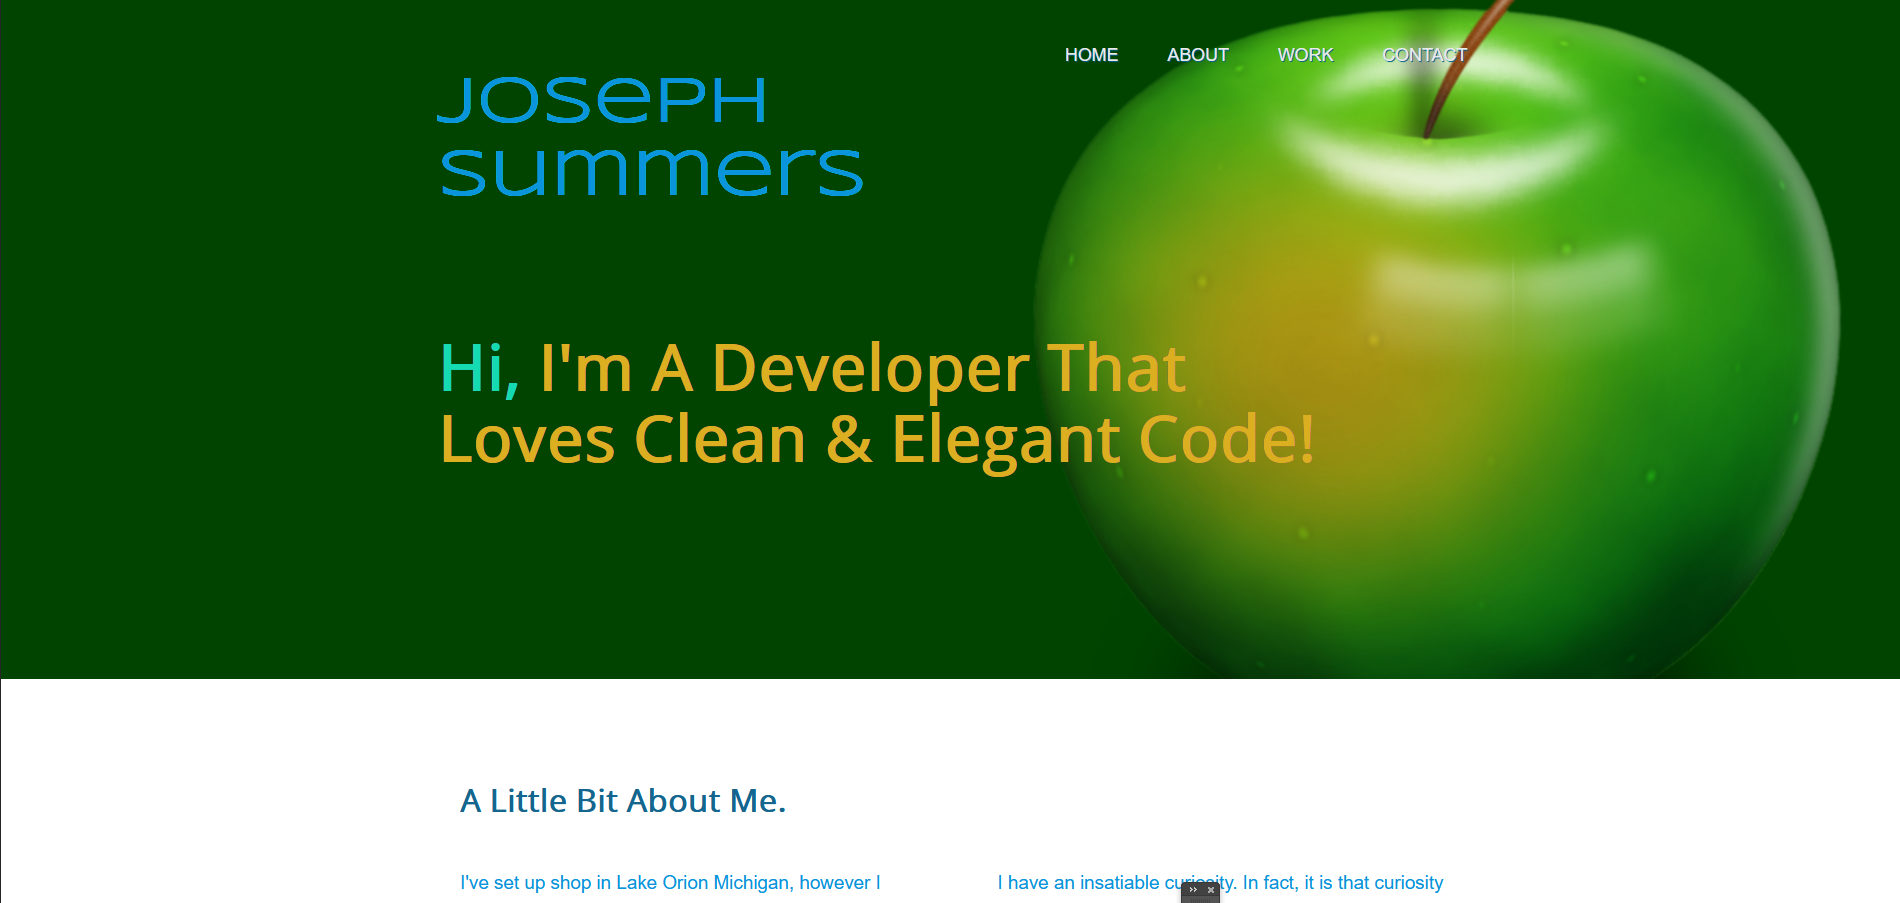 HOME ABOUT WORK CONTACT
JOSEPH
summers
Hi, I'm A Developer That
Loves Clean & Elegant Code!
A Little Bit About Me.
I've set up shop in Lake Orion Michigan, however I
I have an insatiable curiosity. In fact, it is that curiosity